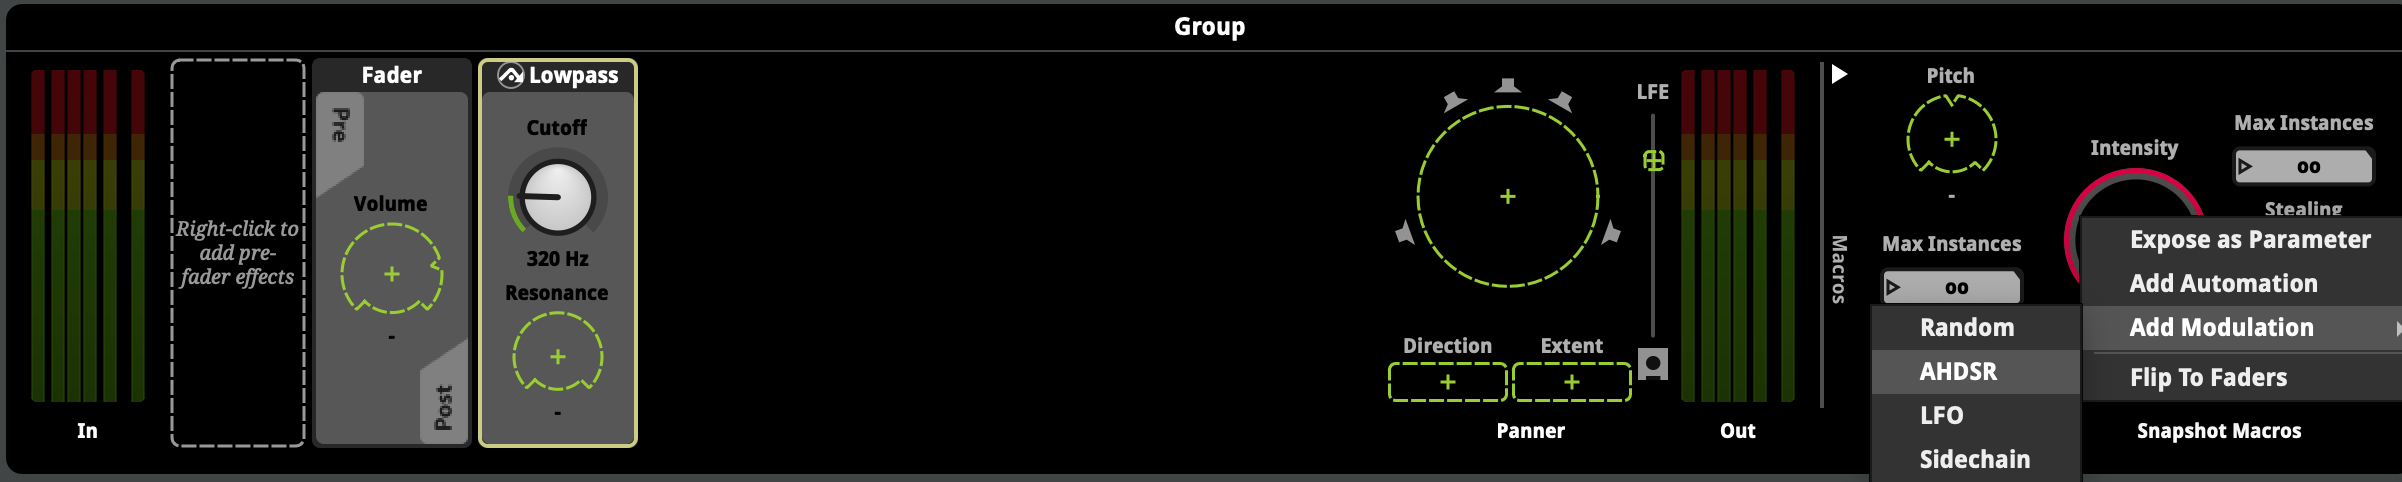 Group
In
Right-click to
add pre-
fader effects
Fader
Pre
Volume
-
Post
Lowpass
Cutoff
320 Hz
Resonance
-
LFE
Direction
Extent
Panner
Out
Macros
Pitch
-
Max Instances
oo
Intensity
Max Instances
oo
Stealing
Expose as Parameter
Add Automation
Add Modulation
Flip To Faders
Random
AHDSR
LFO
Sidechain
Snapshot Macros